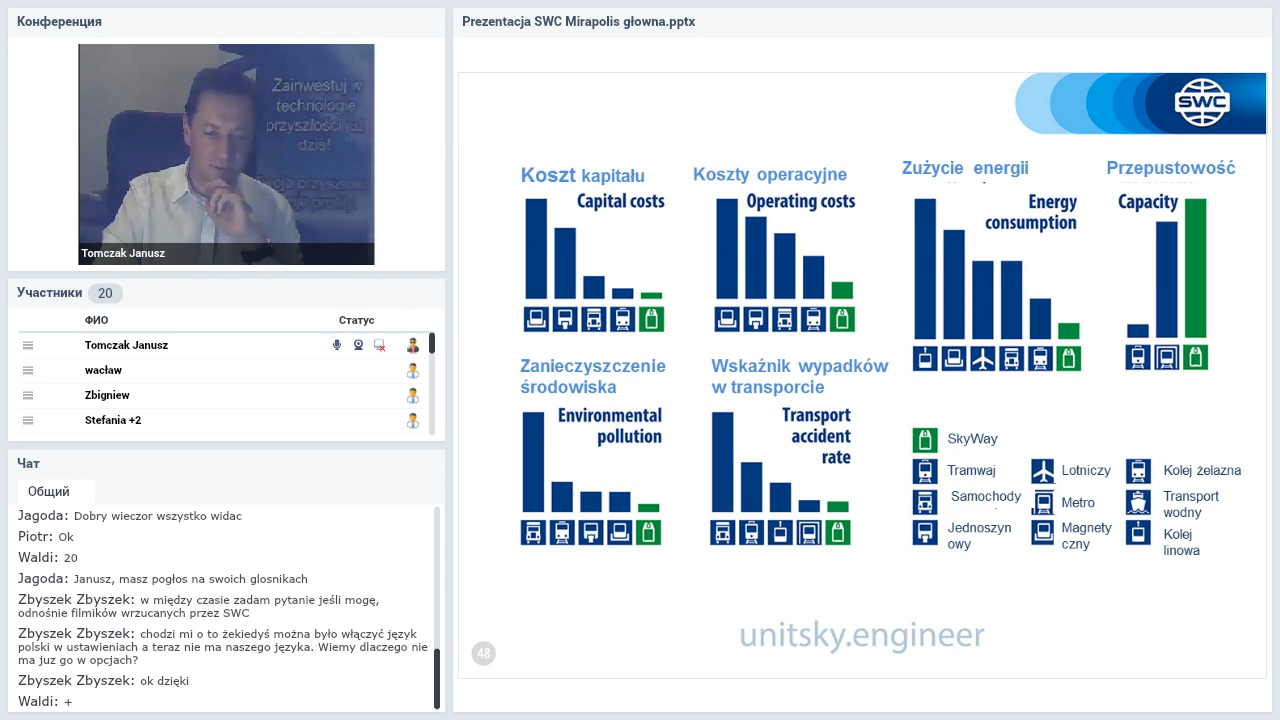 Конференция
Zainwestuj w
technologie
przyszłości już
dziś!
Tomczak Janusz
Участники 20
ФИО Статус
Tomczak Janusz
wacław
Zbigniew
Stefania +2
Чат
Общий
Jagoda: Dobry wieczor wszystko widac
Piotr: Ok
Waldi: 20
Jagoda: Janusz, masz pogłos na swoich glosnikach
Zbyszek Zbyszek: w między czasie zadam pytanie jeśli mogę,
odnośnie filmików wrzucanych przez SWC
Zbyszek Zbyszek: chodzi mi o to żekiedyś można było włączyć język
polski w ustawieniach a teraz nie ma naszego języka. Wiemy dlaczego nie
ma juz go w opcjach?
Zbyszek Zbyszek: ok dzięki
Waldi: +
Prezentacja SWC Mirapolis głowna.pptx
SWC
Koszt kapitału
Capital costs
Koszty operacyjne
Operating costs
Zużycie energii
Energy
consumption
Przepustowość
Capacity
Zanieczyszczenie
środowiska
Environmental
pollution
Wskaźnik wypadków
w transporcie
Transport
accident
rate
SkyWay
Tramwaj
Lotniczy
Kolej żelazna
Samochody
Metro
Transport
wodny
Jednoszyn
owy
Magnety
czny
Kolej
linowa
unitsky.engineer
48